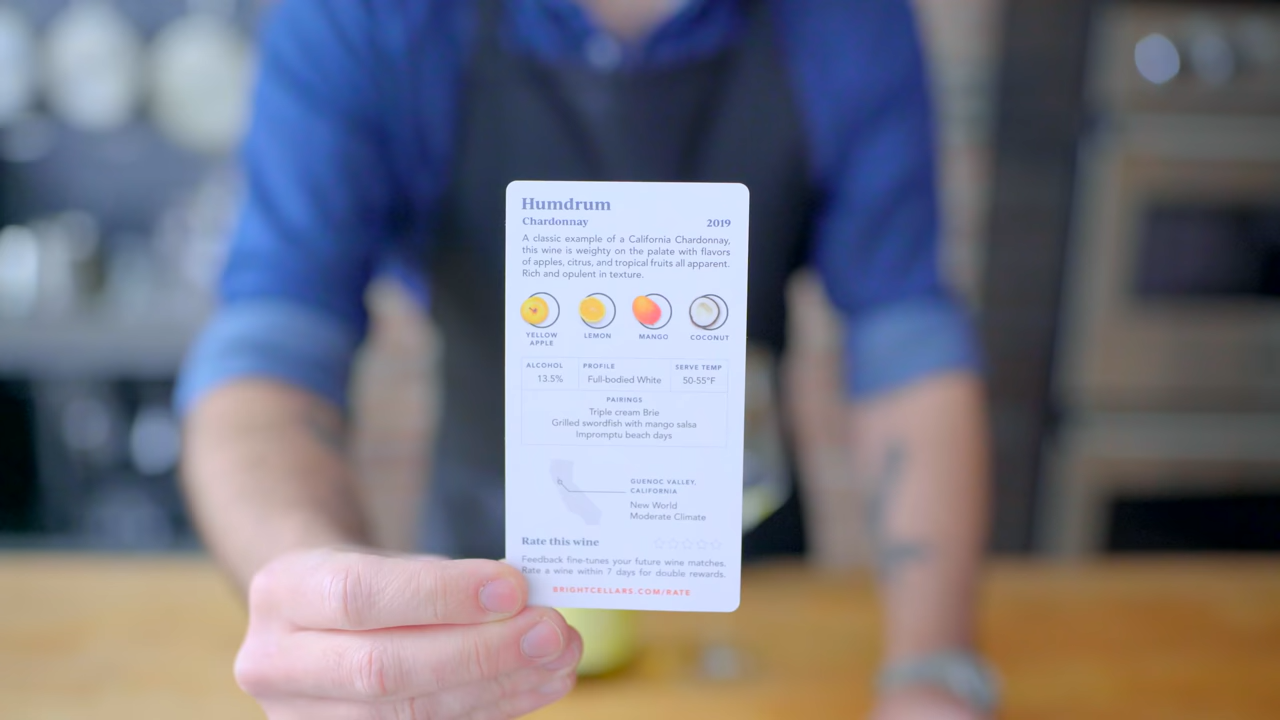 Humdrum
Chardonnay 2019
A classic example of a California Chardonnay,
this wine is weighty on the palate with flavors
of apples, citrus, and tropical fruits all apparent.
Rich and opulent in texture.
YELLOW APPLE
LEMON
MANGO
COCONUT
ALCOHOL
13.5%
PROFILE
Full-bodied White
SERVE TEMP
50-55°F
PAIRINGS
Triple cream Brie
Grilled swordfish with mango salsa
Impromptu beach days
GUENOC VALLEY,
CALIFORNIA
New World
Moderate Climate
Rate this wine
Feedback fine-tunes your future wine matches.
Rate a wine within 7 days for double rewards.
BRIGHTCELLARS.COM/RATE